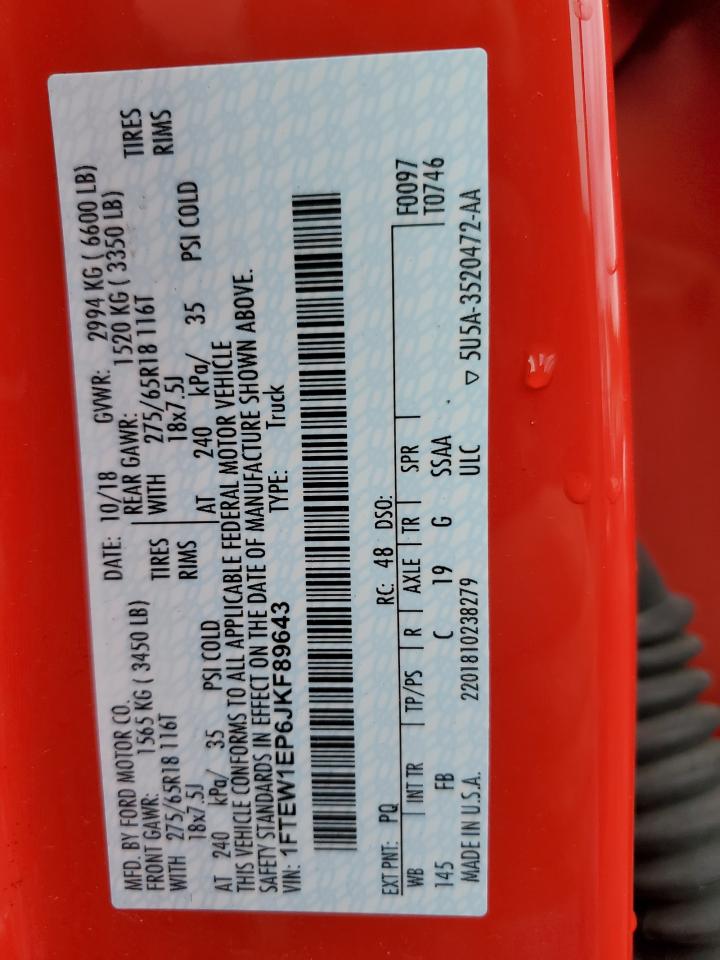 MFD. BY FORD MOTOR CO.
DATE: 10/18 GVWR: 2994 KG ( 6600 LB)
FRONT GAWR: 1565 KG ( 3450 LB)
REAR GAWR: 1520 KG ( 3350 LB)
WITH 275/65R18 116T TIRES
WITH 275/65R18 116T TIRES
18x7.5J RIMS
18x7.5J RIMS
AT 240 kPa/ 35 PSI COLD
AT 240 kPa/ 35 PSI COLD
THIS VEHICLE CONFORMS TO ALL APPLICABLE FEDERAL MOTOR VEHICLE
SAFETY STANDARDS IN EFFECT ON THE DATE OF MANUFACTURE SHOWN ABOVE.
VIN: 1FTEW1EP6JKF89643 TYPE: Truck
F0097
T0746
EXT PNT: PQ RC: 48 DSO:
WB INT TR TP/PS R AXLE TR SPR
145 FB C 19 G SSAA
ULC
MADE IN U.S.A. 2201810238279 ▽ 5U5A-3520472-AA